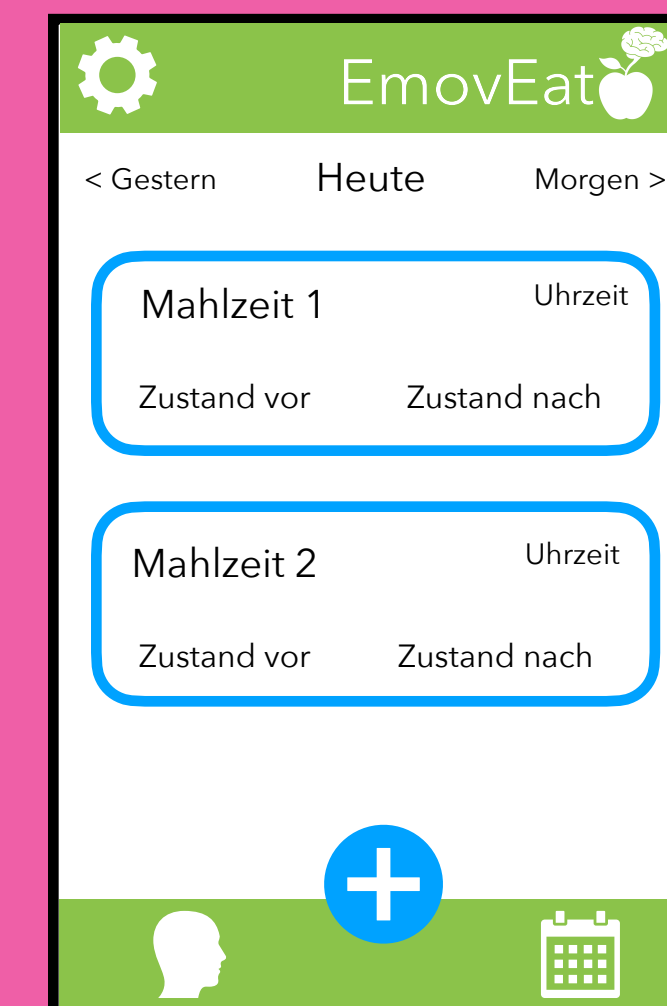 EmovEat
< Gestern Heute Morgen >
Mahlzeit 1 Uhrzeit
Zustand vor Zustand nach
Mahlzeit 2 Uhrzeit
Zustand vor Zustand nach